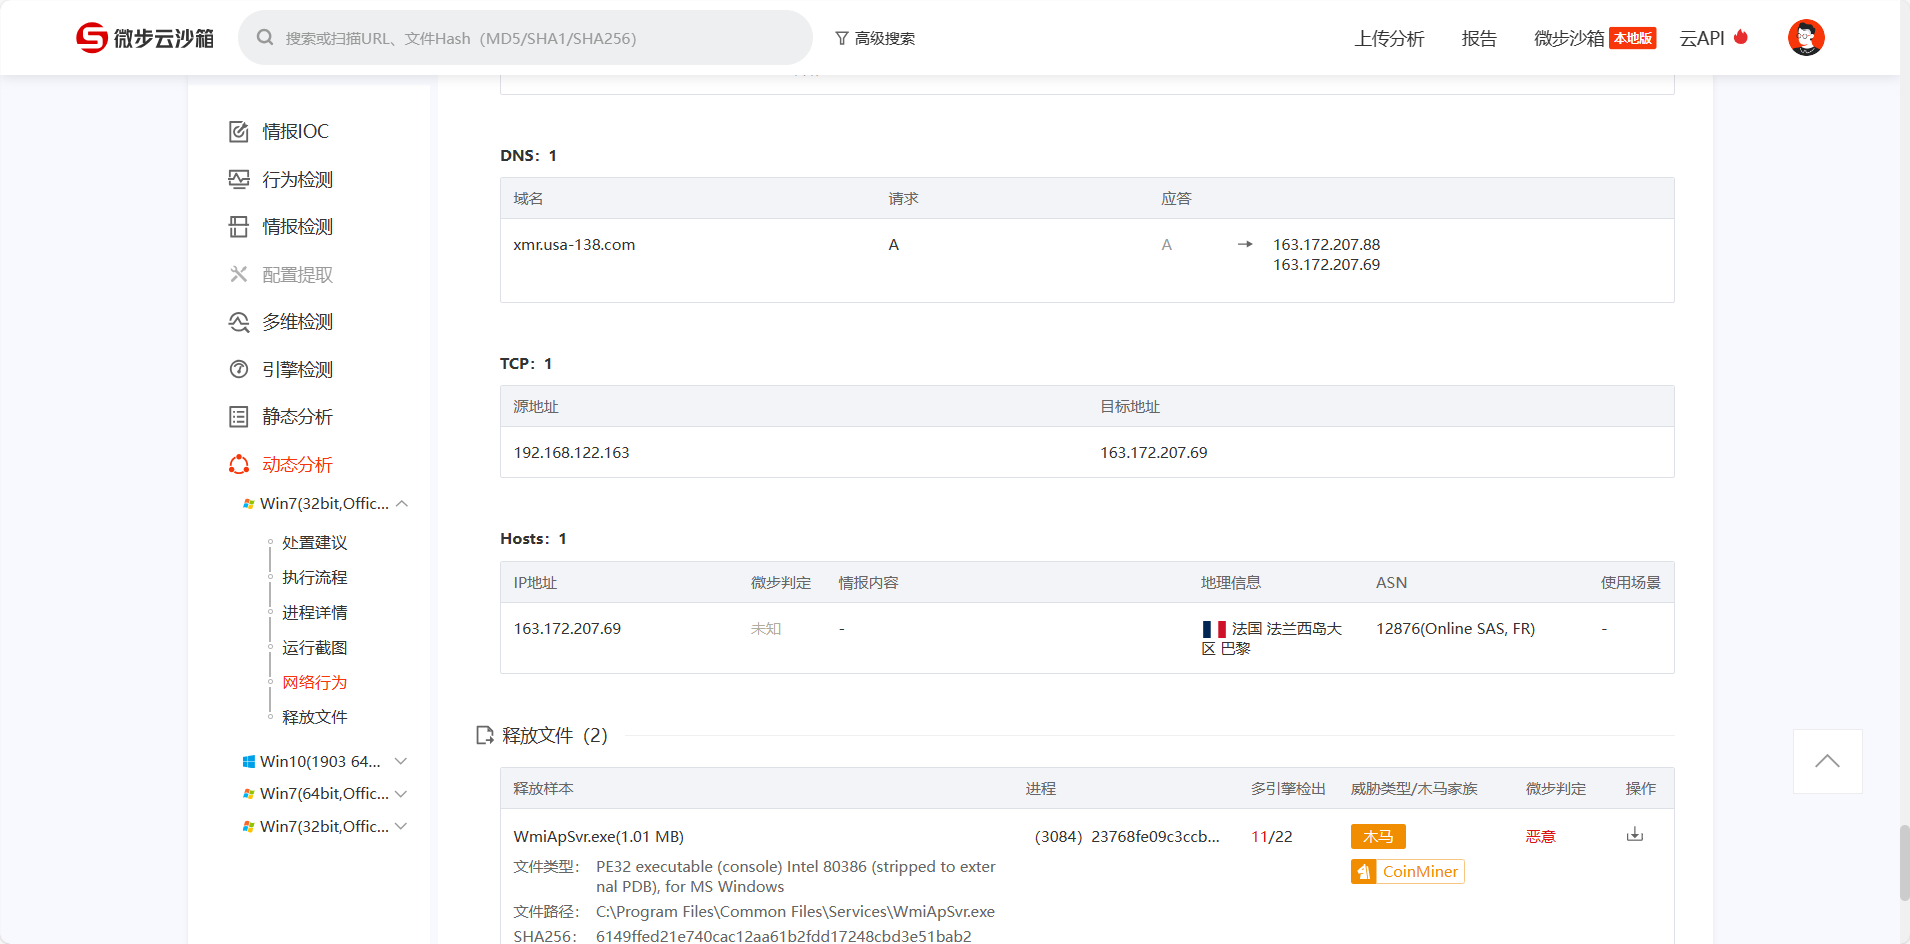 微步云沙箱
搜索或扫描URL、文件Hash（MD5/SHA1/SHA256）
高级搜索
上传分析
报告
微步沙箱 本地版
云API
情报IOC
行为检测
情报检测
配置提取
多维检测
引擎检测
静态分析
动态分析
Win7(32bit,Offic...
处置建议
执行流程
进程详情
运行截图
网络行为
释放文件
Win10(1903 64...
Win7(64bit,Offic...
Win7(32bit,Offic...
DNS：1
域名 请求 应答
xmr.usa-138.com A A → 163.172.207.88
163.172.207.69
TCP：1
源地址 目标地址
192.168.122.163 163.172.207.69
Hosts：1
IP地址 微步判定 情报内容 地理信息 ASN 使用场景
163.172.207.69 未知 - 法国 法兰西岛大 12876(Online SAS, FR) -
区 巴黎
释放文件（2）
释放样本 进程 多引擎检出 威胁类型/木马家族 微步判定 操作
WmiApSvr.exe(1.01 MB) （3084）23768fe09c3ccb... 11/22 木马 恶意
CoinMiner
文件类型： PE32 executable (console) Intel 80386 (stripped to exter
nal PDB), for MS Windows
文件路径： C:\Program Files\Common Files\Services\WmiApSvr.exe
SHA256： 6149ffed21e740cac12aa61b2fdd17248cbd3e51bab2